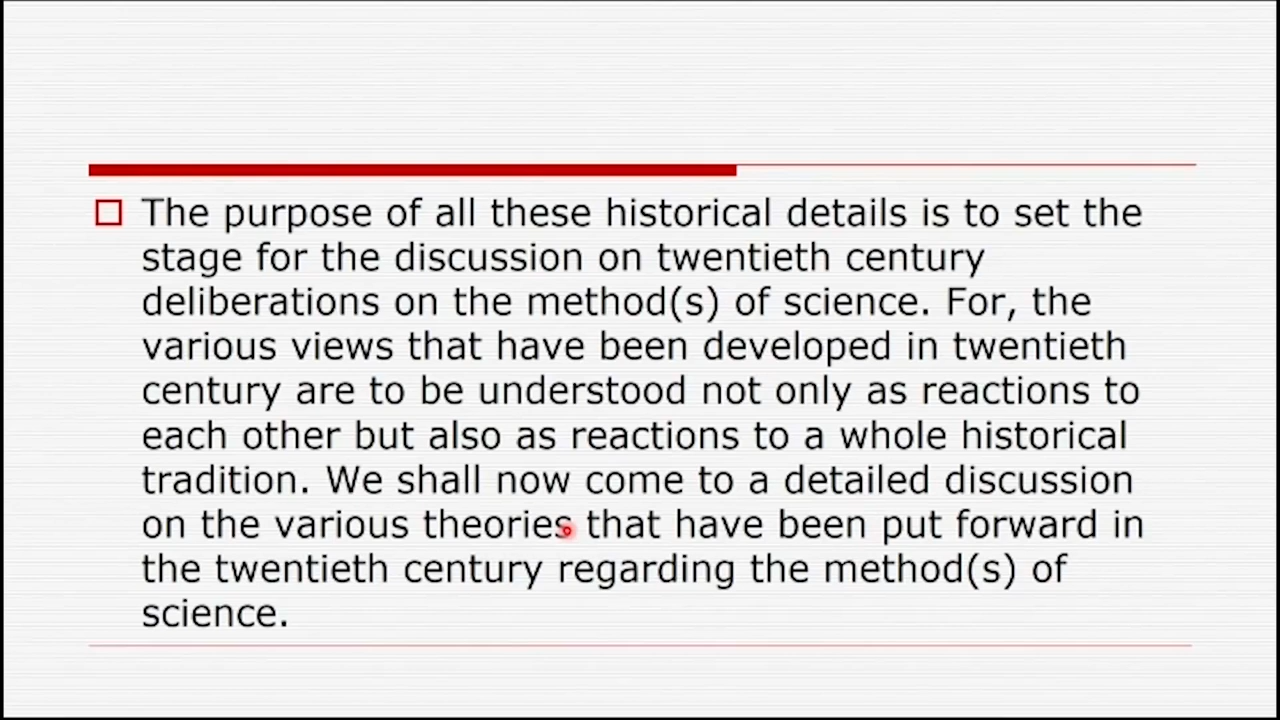 The purpose of all these historical details is to set the
stage for the discussion on twentieth century
deliberations on the method(s) of science. For, the
various views that have been developed in twentieth
century are to be understood not only as reactions to
each other but also as reactions to a whole historical
tradition. We shall now come to a detailed discussion
on the various theories that have been put forward in
the twentieth century regarding the method(s) of
science.